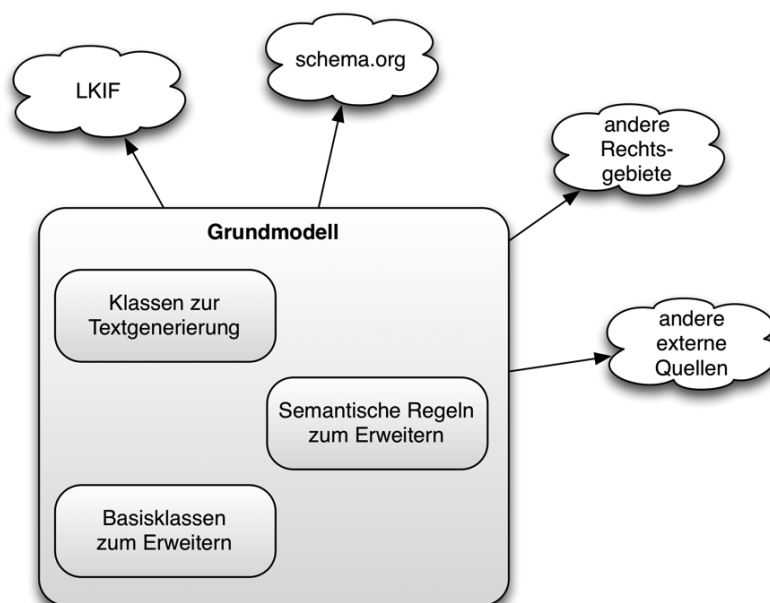 LKIF
schema.org
andere
Rechts-
gebiete
Grundmodell
Klassen zur
Textgenerierung
andere
externe
Quellen
Semantische Regeln
zum Erweitern
Basisklassen
zum Erweitern